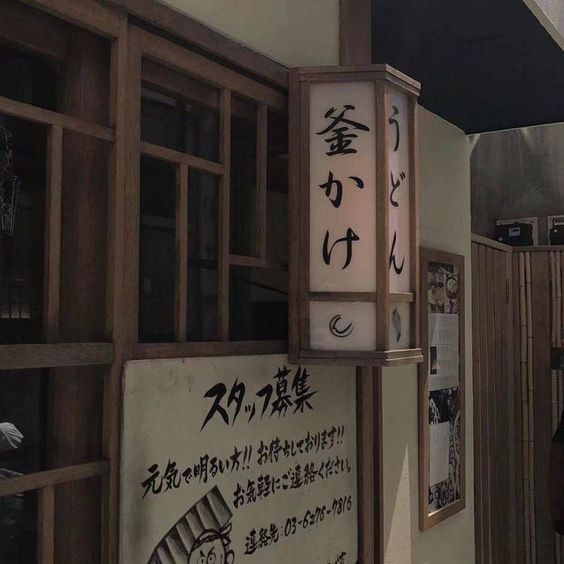 釜かけ
うどん
ん
スタッフ募集
元気で明るい方!! お待ちしております!!
お気軽にご連絡ください。
連絡先:03-6276-7816